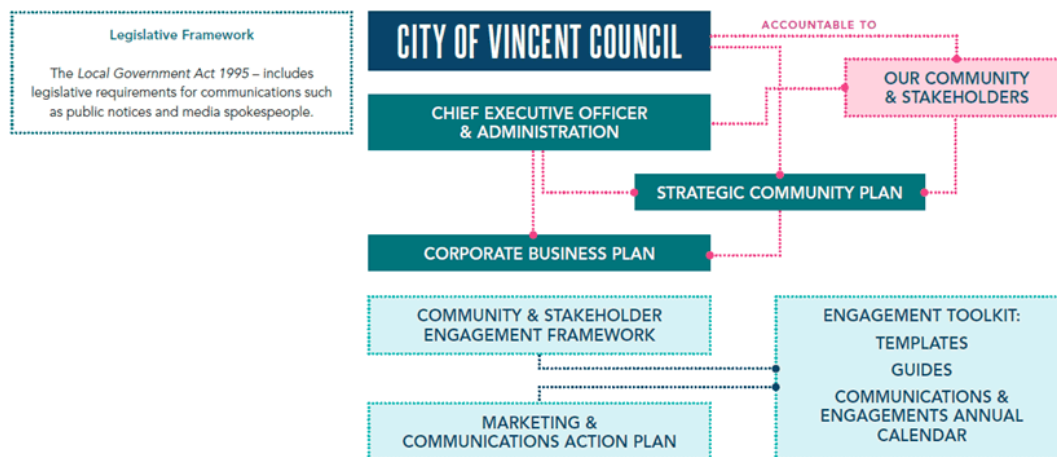 Legislative Framework
The Local Government Act 1995 – includes
legislative requirements for communications such
as public notices and media spokespeople.
CITY OF VINCENT COUNCIL
ACCOUNTABLE TO
OUR COMMUNITY
& STAKEHOLDERS
CHIEF EXECUTIVE OFFICER
& ADMINISTRATION
STRATEGIC COMMUNITY PLAN
CORPORATE BUSINESS PLAN
COMMUNITY & STAKEHOLDER
ENGAGEMENT FRAMEWORK
MARKETING &
COMMUNICATIONS ACTION PLAN
ENGAGEMENT TOOLKIT:
TEMPLATES
GUIDES
COMMUNICATIONS &
ENGAGEMENTS ANNUAL
CALENDAR